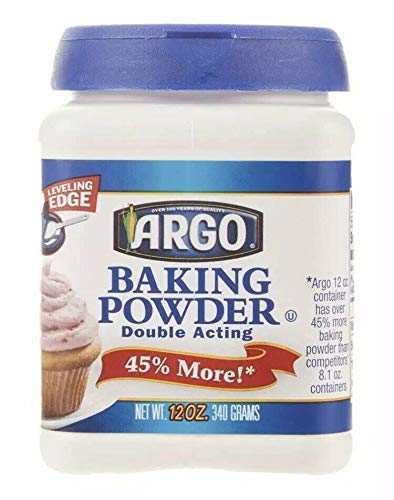 LEVELING
EDGE
OVER 100 YEARS OF QUALITY
ARGO®
BAKING
POWDER
Double Acting
U
45% More!*
NET WT. 12 OZ. 340 GRAMS
*Argo 12 oz
container
has over
45% more
baking
powder than
competitors
8.1 oz.
containers